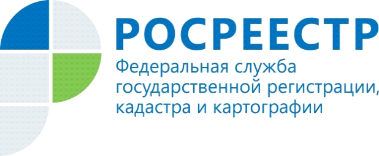 РОСРЕЕСТР
Федеральная служба
государственной регистрации,
кадастра и картографии